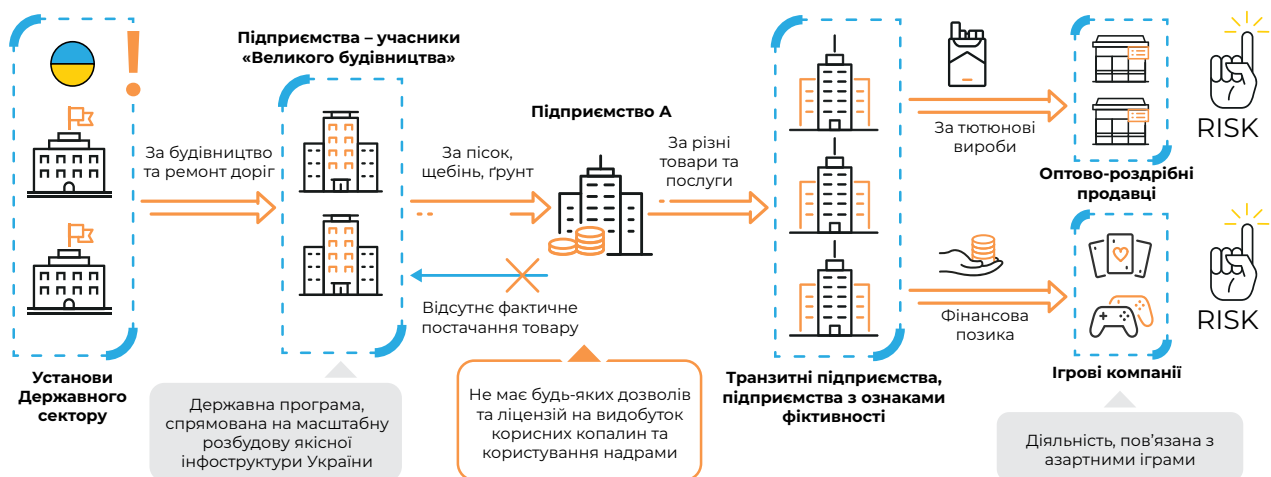 Підприємства – учасники
«Великого будівництва»
!
За будівництво
та ремонт доріг
Установи
Державного
сектору
Державна програма,
спрямована на масштабну
розбудову якісної
інфоструктури України
За пісок,
щебінь, ґрунт
Підприємство А
Відсутнє фактичне
постачання товару
Не має будь-яких дозволів
та ліцензій на видобуток
корисних копалин та
користування надрами
За різні
товари та
послуги
Транзитні підприємства,
підприємства з ознаками
фіктивності
За тютюнові
вироби
Оптово-роздрібні
продавці
RISK
Фінансова
позика
Ігрові компанії
RISK
Діяльність, пов’язана з
азартними іграми